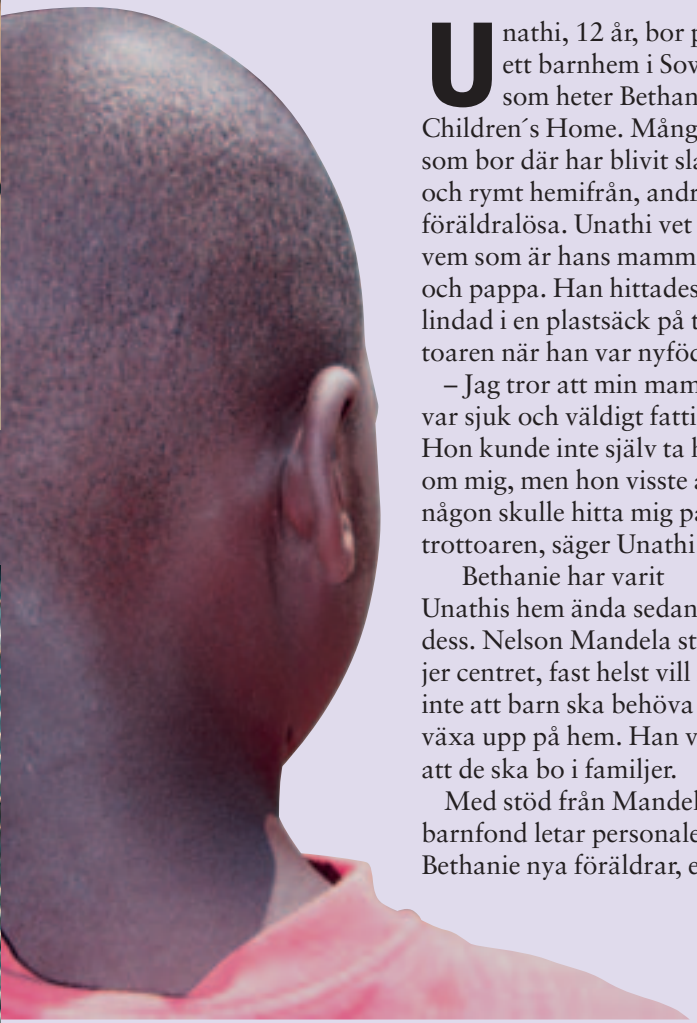 Unathi, 12 år, bor p
ett barnhem i Sov
som heter Bethan
Children´s Home. Mång
som bor där har blivit sla
och rymt hemifrån, andr
föräldralösa. Unathi vet
vem som är hans mamm
och pappa. Han hittades
lindad i en plastsäck på t
toaren när han var nyföd
– Jag tror att min mam
var sjuk och väldigt fatti
Hon kunde inte själv ta h
om mig, men hon visste a
någon skulle hitta mig på
trottoaren, säger Unathi
Bethanie har varit
Unathis hem ända sedan
dess. Nelson Mandela st
jer centret, fast helst vill
inte att barn ska behöva
växa upp på hem. Han v
att de ska bo i familjer.
Med stöd från Mandel
barnfond letar personale
Bethanie nya föräldrar, e